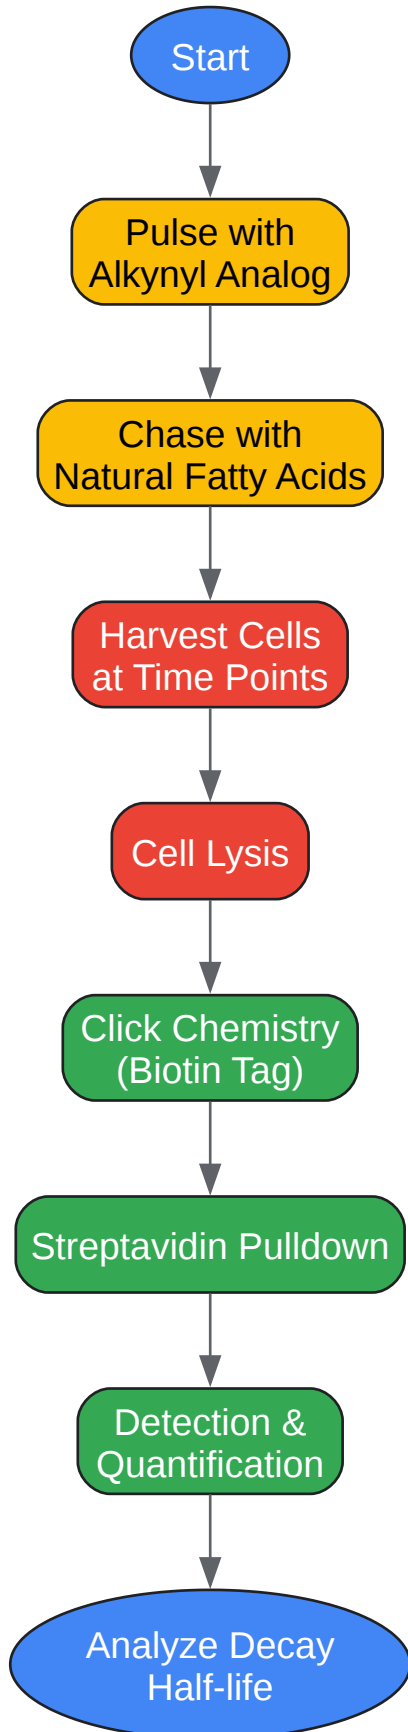 Start
Pulse with
Alkynyl Analog
Chase with
Natural Fatty Acids
Harvest Cells
at Time Points
Cell Lysis
Click Chemistry
(Biotin Tag)
Streptavidin Pulldown
Detection &
Quantification
Analyze Decay
Half-life